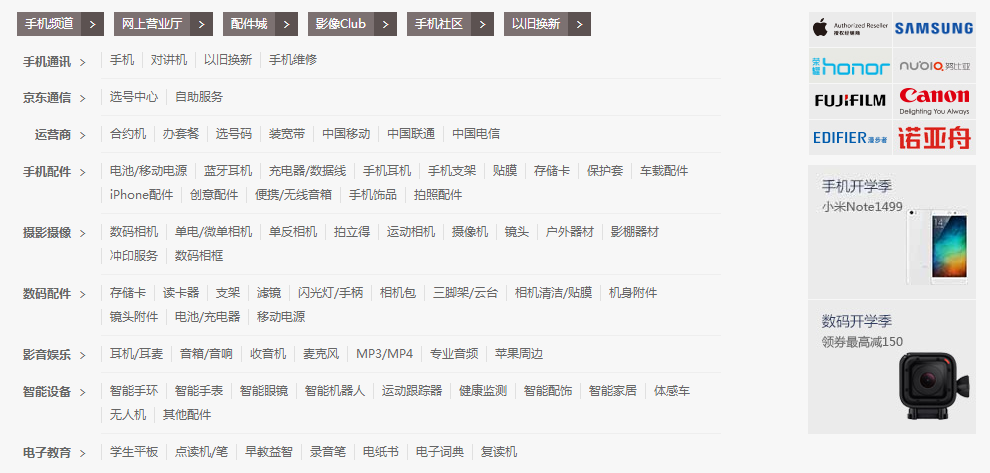 手机频道 > 网上营业厅 > 配件城 > 影像Club > 手机社区 > 以旧换新 >
手机通讯 > 手机 对讲机 以旧换新 手机维修
京东通信 > 选号中心 自助服务
运营商 > 合约机 办套餐 选号码 装宽带 中国移动 中国联通 中国电信
手机配件 > 电池/移动电源 蓝牙耳机 充电器/数据线 手机耳机 手机支架 贴膜 存储卡 保护套 车载配件
iPhone配件 创意配件 便携/无线音箱 手机饰品 拍照配件
摄影摄像 > 数码相机 单电/微单相机 单反相机 拍立得 运动相机 摄像机 镜头 户外器材 影棚器材
冲印服务 数码相框
数码配件 > 存储卡 读卡器 支架 滤镜 闪光灯/手柄 相机包 三脚架/云台 相机清洁/贴膜 机身附件
镜头附件 电池/充电器 移动电源
影音娱乐 > 耳机/耳麦 音箱/音响 收音机 麦克风 MP3/MP4 专业音频 苹果周边
智能设备 > 智能手环 智能手表 智能眼镜 智能机器人 运动跟踪器 健康监测 智能配饰 智能家居 体感车
无人机 其他配件
电子教育 > 学生平板 点读机/笔 早教益智 录音笔 电纸书 电子词典 复读机
Authorized Reseller
授权经销商
SAMSUNG
荣耀 honor
nubia 努比亚
FUJIFILM
Canon
Delighting You Always
EDIFIER 漫步者
诺亚舟
手机开学季
小米Note1499
数码开学季
领券最高减150